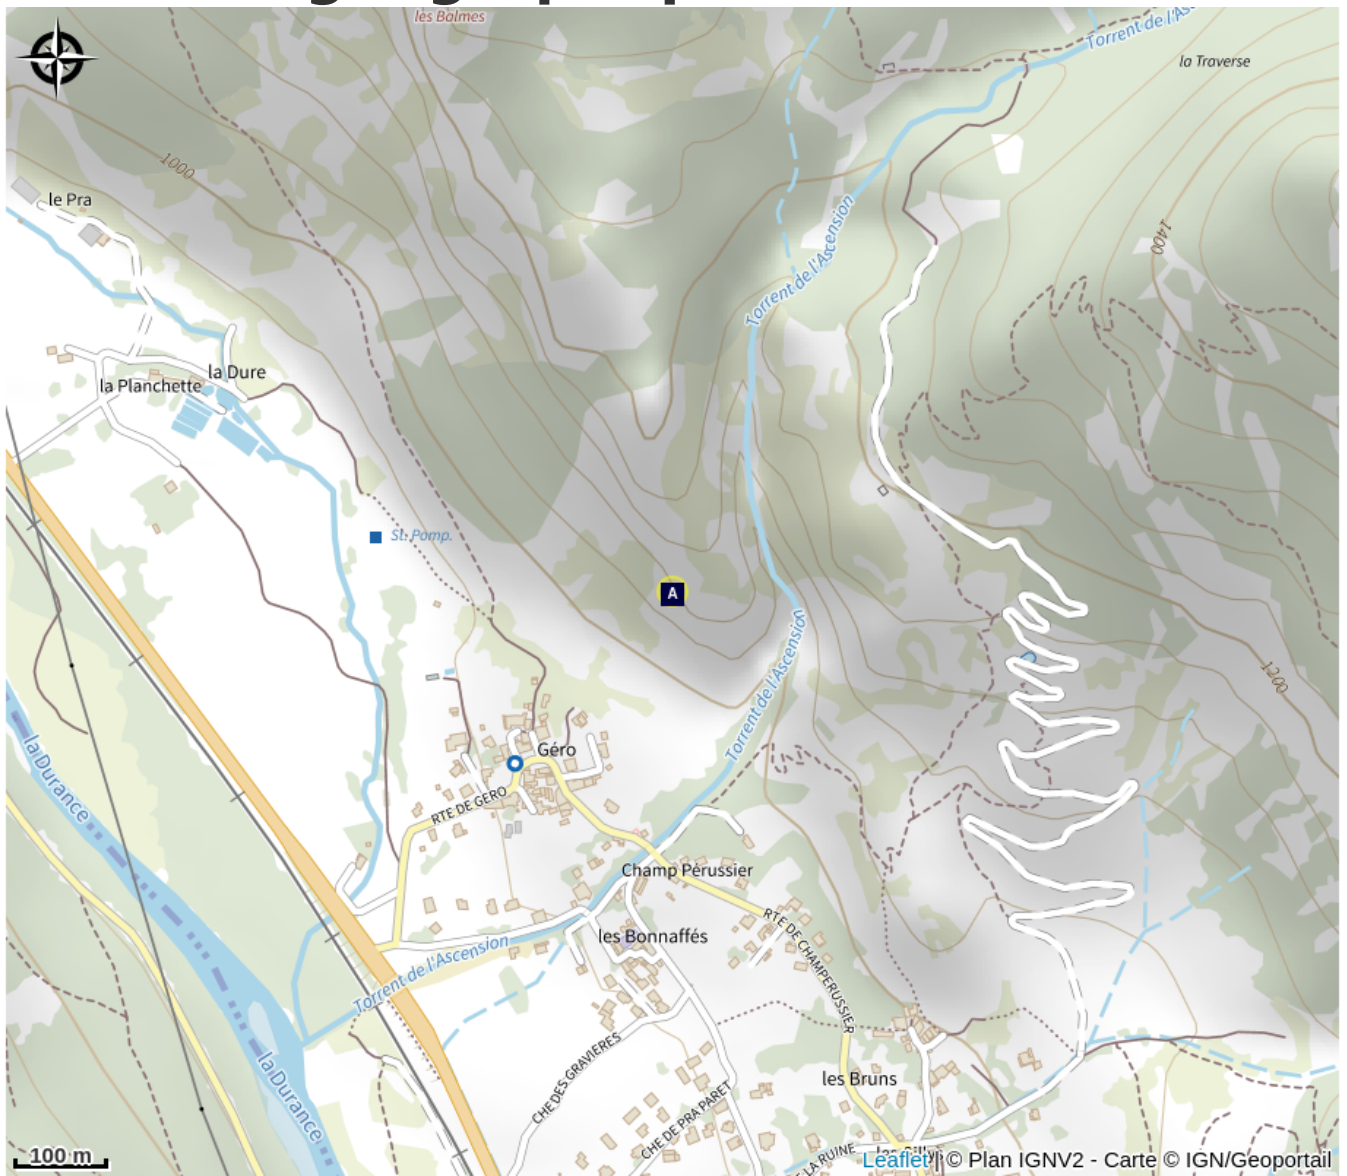 les Balmes
Torrent de l'As
la Traverse
1000
le Pra
Torrent de l'Ascension
1400
la Dure
la Planchette
St. Pomp.
A
Torrent de l'Ascension
1200
la Durance
Géro
RTE DE GERO
Champ Pérussier
RTE DE CHAMPERUSSIER
les Bonnaffés
Torrent de l'Ascension
CHE DES GRAVIERES
la Durance
les Bruns
CHE DE PRA PARET
LA RUINE
100 m
Leaflet | © Plan IGNV2 - Carte © IGN/Geoportail